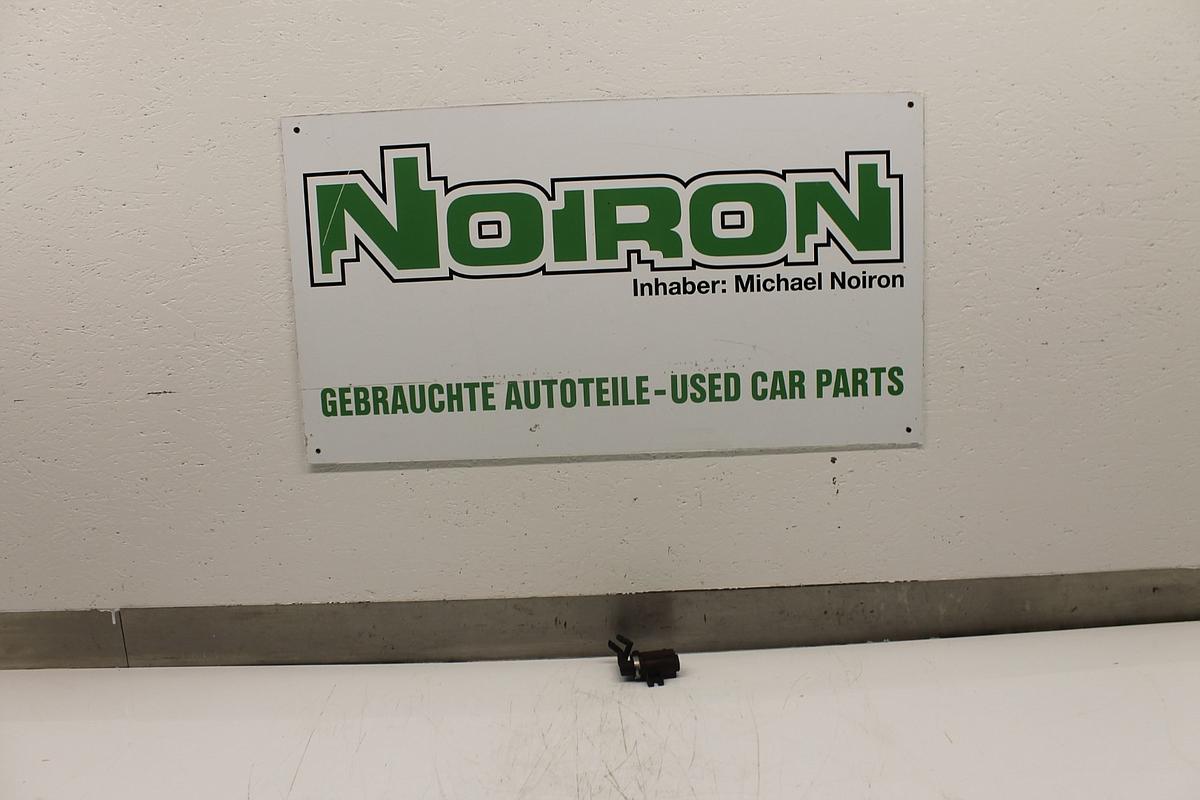 NOIRON
Inhaber: Michael Noiron
GEBRAUCHTE AUTOTEILE-USED CAR PARTS